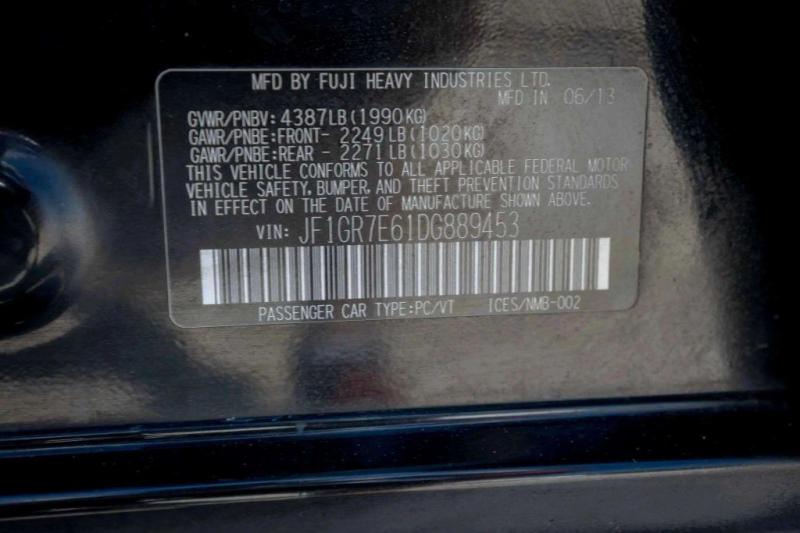 MFD BY FUJI HEAVY INDUSTRIES LTD.
MFD IN 06/13
GVWR/PNBV: 4387LB(1990KG)
GAWR/PNBE:FRONT- 2249LB(1020KG)
GAWR/PNBE:REAR - 2271LB(1030KG)
THIS VEHICLE CONFORMS TO ALL APPLICABLE FEDERAL MOTOR
VEHICLE SAFETY, BUMPER, AND THEFT PREVENTION STANDARDS
IN EFFECT ON THE DATE OF MANUFACTURE SHOWN ABOVE.
VIN: JF1GR7E61DG889453
PASSENGER CAR TYPE:PC/VT ICES/NMB-002